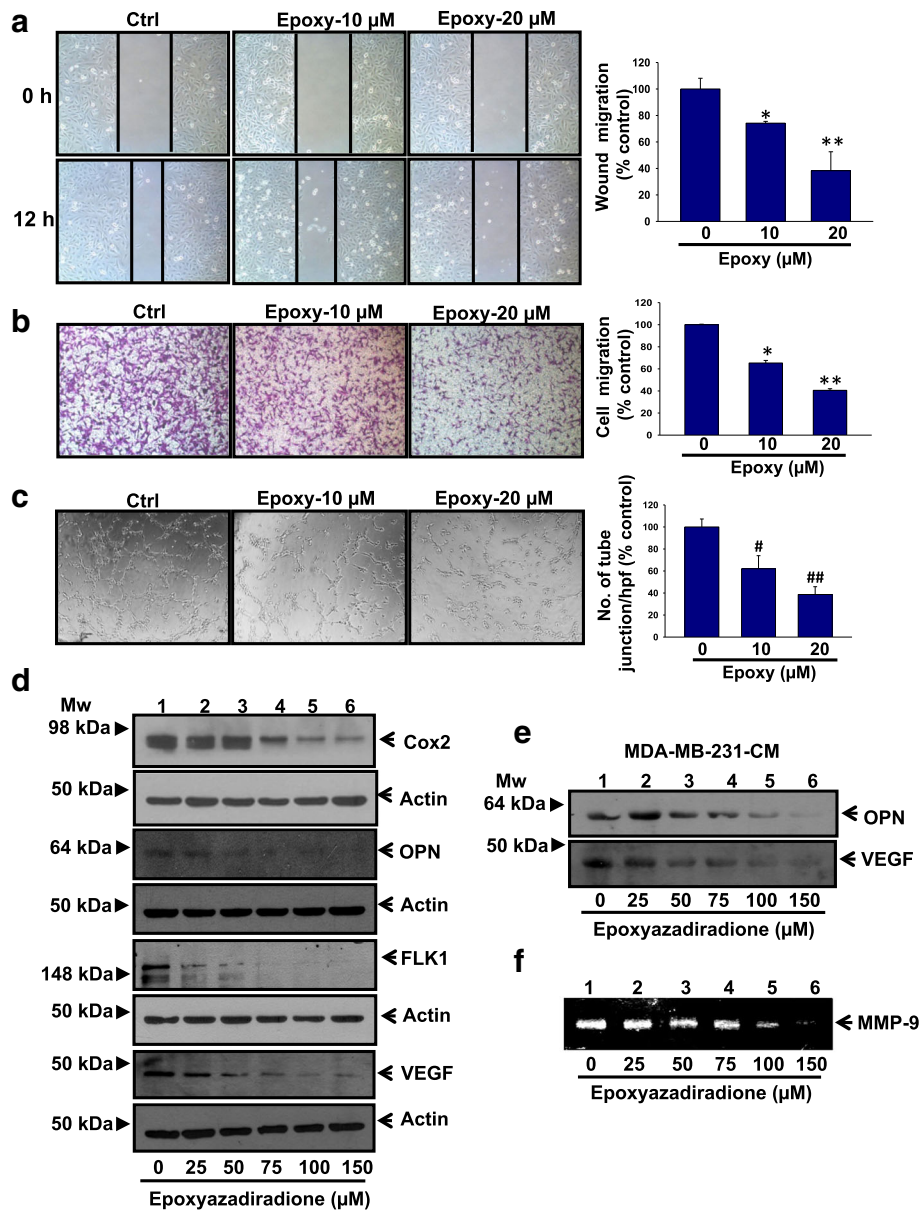 a
Ctrl Epoxy-10 µM Epoxy-20 µM
0 h
12 h
Wound migration
(% control)
120
100
80
60
40
20
0
* **
0 10 20
Epoxy (µM)
b
Ctrl Epoxy-10 µM Epoxy-20 µM
Cell migration
(% control)
120
100
80
60
40
20
0
* **
0 10 20
Epoxy (µM)
c
Ctrl Epoxy-10 µM Epoxy-20 µM
No. of tube
junction/hpf (% control)
120
100
80
60
40
20
0
# ##
0 10 20
Epoxy (µM)
d
Mw 1 2 3 4 5 6
98 kDa Cox2
50 kDa Actin
64 kDa OPN
50 kDa Actin
FLK1
148 kDa
50 kDa Actin
50 kDa VEGF
50 kDa Actin
0 25 50 75 100 150
Epoxyazadiradione (µM)
e
MDA-MB-231-CM
Mw 1 2 3 4 5 6
64 kDa OPN
50 kDa VEGF
0 25 50 75 100 150
Epoxyazadiradione (µM)
f
1 2 3 4 5 6
MMP-9
0 25 50 75 100 150
Epoxyazadiradione (µM)